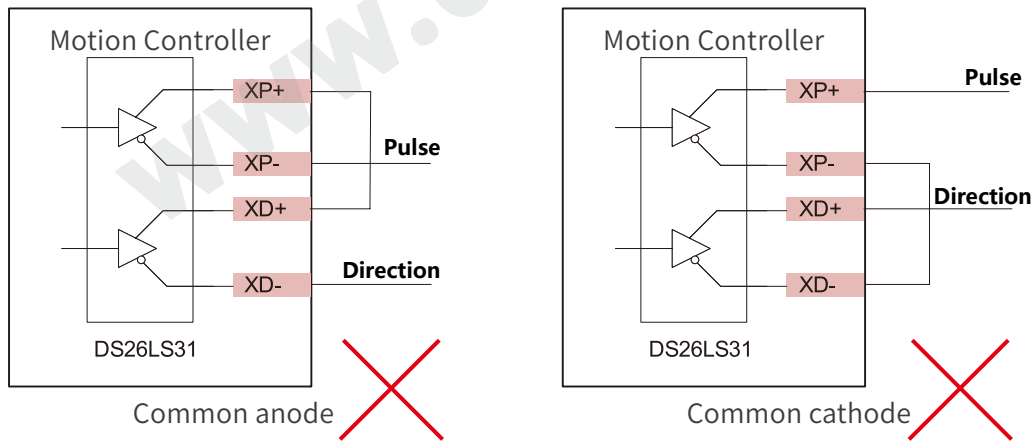 Motion Controller
XP+
Pulse
XP-
XD+
Direction
XD-
DS26LS31
Common anode
Motion Controller
Pulse
XP+
XP-
Direction
XD+
XD-
DS26LS31
Common cathode
www.